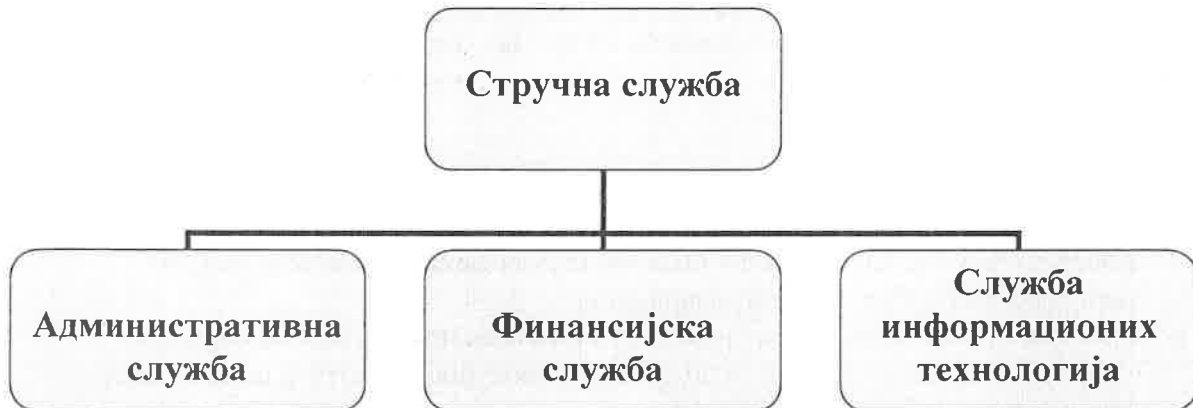 Стручна служба
Административна
служба
Финансијска
служба
Служба
информационих
технологија